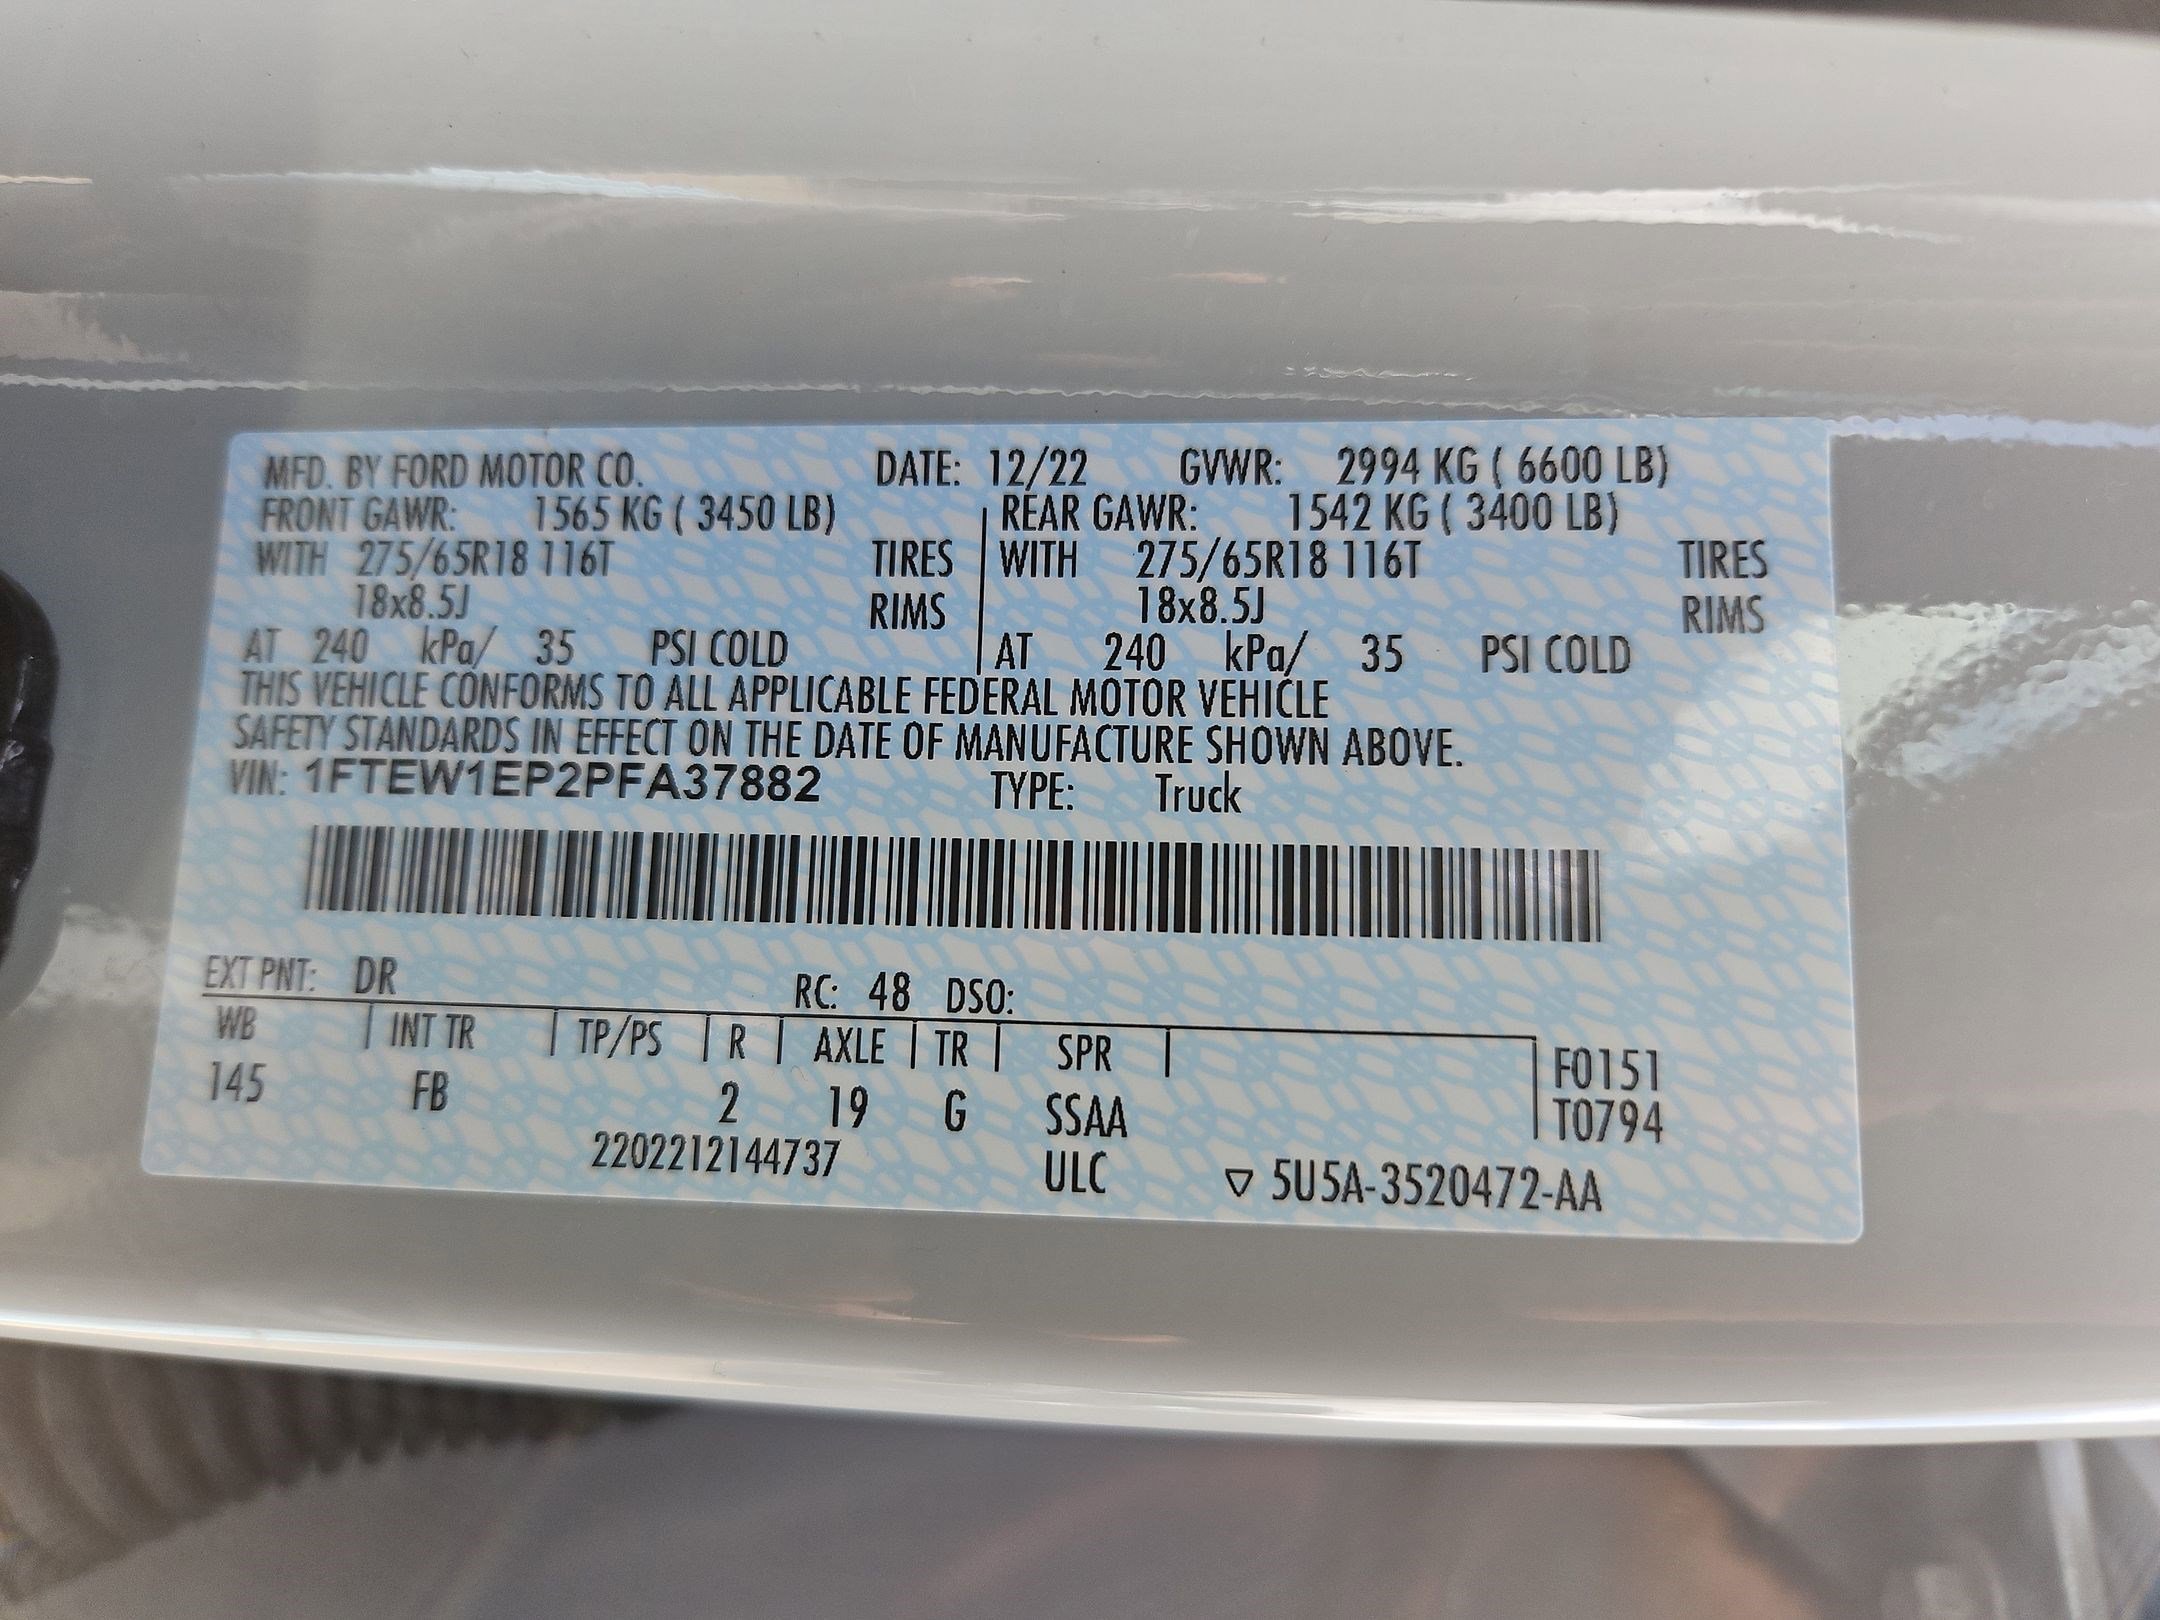 MFD. BY FORD MOTOR CO. DATE: 12/22 GVWR: 2994 KG ( 6600 LB)
FRONT GAWR: 1565 KG ( 3450 LB) REAR GAWR: 1542 KG ( 3400 LB)
WITH 275/65R18 116T TIRES WITH 275/65R18 116T TIRES
18x8.5J RIMS 18x8.5J RIMS
AT 240 kPa/ 35 PSI COLD AT 240 kPa/ 35 PSI COLD
THIS VEHICLE CONFORMS TO ALL APPLICABLE FEDERAL MOTOR VEHICLE
SAFETY STANDARDS IN EFFECT ON THE DATE OF MANUFACTURE SHOWN ABOVE.
VIN: 1FTEW1EP2PFA37882 TYPE: Truck
EXT PNT: DR RC: 48 DSO:
WB INT TR TP/PS R AXLE TR SPR F0151
145 FB 2 19 G SSAA T0794
2202212144737 ULC ▽ 5U5A-3520472-AA